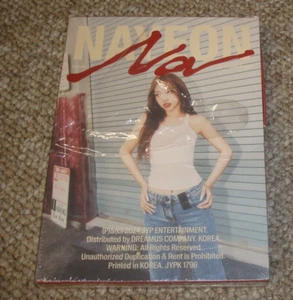 NAYEON
Na
2024 JYP ENTERTAINMENT.
Distributed by DREAMUS COMPANY, KOREA.
WARNING: All Rights Reserved.
Unauthorized Duplication & Rent is Prohibited.
Printed in KOREA. JYPK 1796